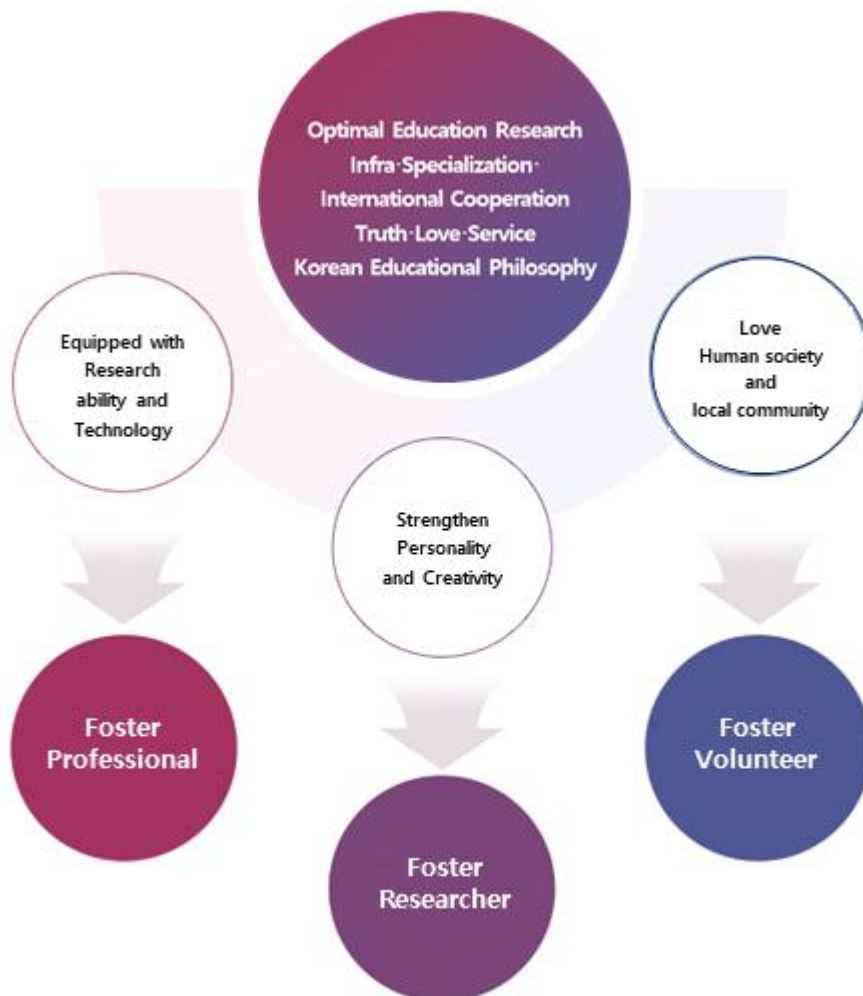 Optimal Education Research
Infra·Specialization·
International Cooperation
Truth·Love·Service
Korean Educational Philosophy
Equipped with
Research
ability and
Technology
Love
Human society
and
local community
Strengthen
Personality
and Creativity
Foster
Professional
Foster
Volunteer
Foster
Researcher